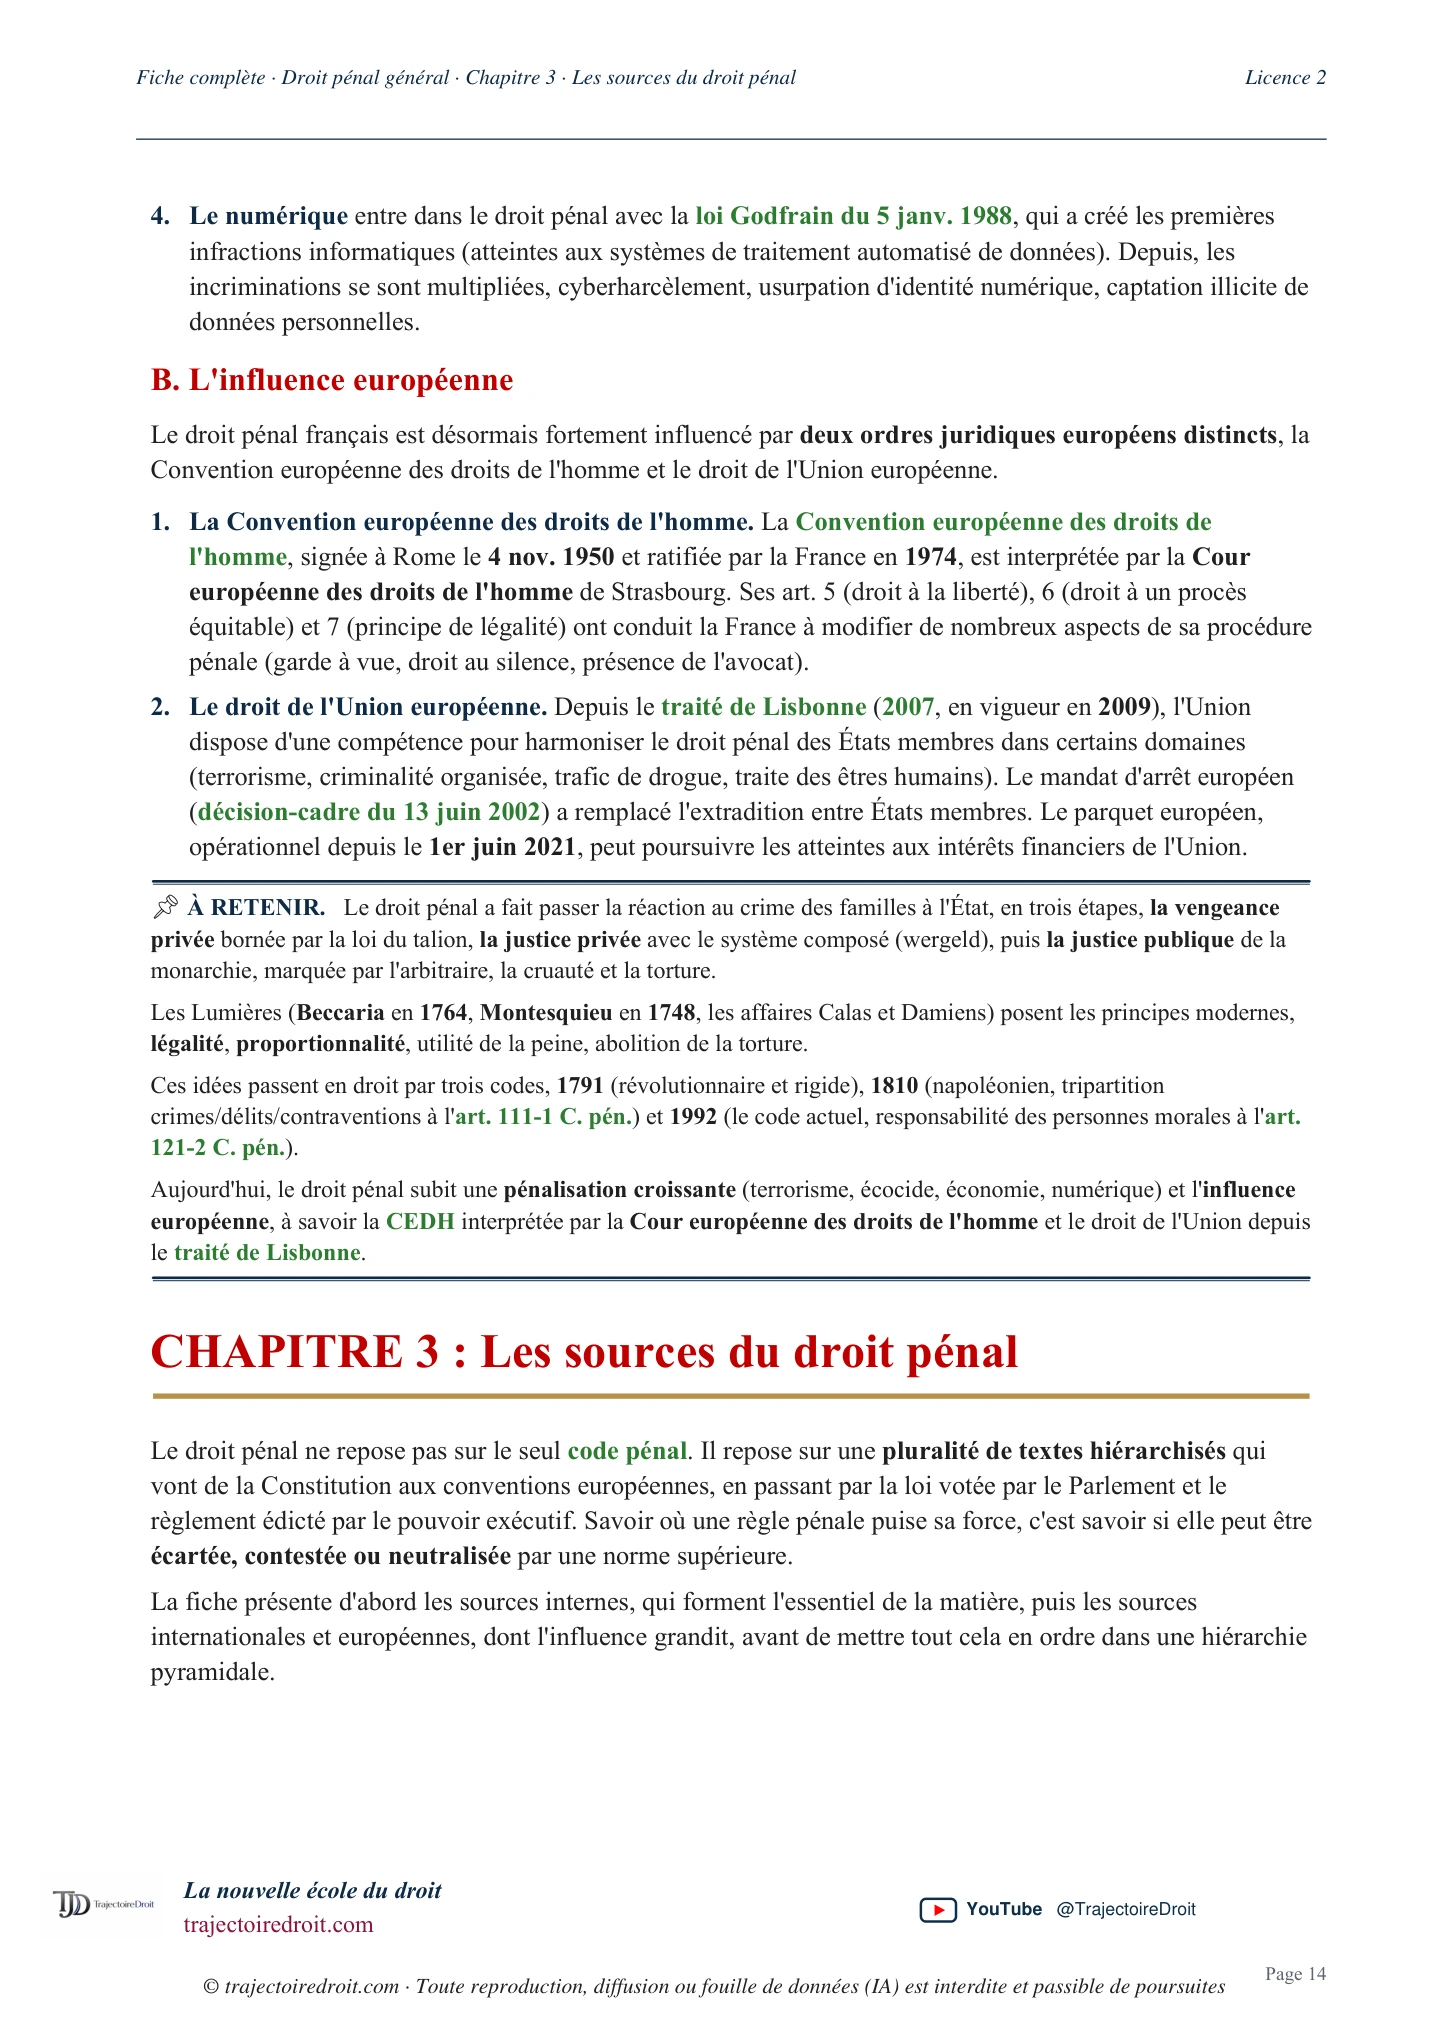 Fiche complète · Droit pénal général · Chapitre 3 · Les sources du droit pénal
Licence 2
4. Le numérique entre dans le droit pénal avec la loi Godfrain du 5 janv. 1988, qui a créé les premières
infractions informatiques (atteintes aux systèmes de traitement automatisé de données). Depuis, les
incriminations se sont multipliées, cyberharcèlement, usurpation d'identité numérique, captation illicite de
données personnelles.
B. L'influence européenne
Le droit pénal français est désormais fortement influencé par deux ordres juridiques européens distincts, la
Convention européenne des droits de l'homme et le droit de l'Union européenne.
1. La Convention européenne des droits de l'homme. La Convention européenne des droits de
l'homme, signée à Rome le 4 nov. 1950 et ratifiée par la France en 1974, est interprétée par la Cour
européenne des droits de l'homme de Strasbourg. Ses art. 5 (droit à la liberté), 6 (droit à un procès
équitable) et 7 (principe de légalité) ont conduit la France à modifier de nombreux aspects de sa procédure
pénale (garde à vue, droit au silence, présence de l'avocat).
2. Le droit de l'Union européenne. Depuis le traité de Lisbonne (2007, en vigueur en 2009), l'Union
dispose d'une compétence pour harmoniser le droit pénal des États membres dans certains domaines
(terrorisme, criminalité organisée, trafic de drogue, traite des êtres humains). Le mandat d'arrêt européen
(décision-cadre du 13 juin 2002) a remplacé l'extradition entre États membres. Le parquet européen,
opérationnel depuis le 1er juin 2021, peut poursuivre les atteintes aux intérêts financiers de l'Union.
À RETENIR. Le droit pénal a fait passer la réaction au crime des familles à l'État, en trois étapes, la vengeance
privée bornée par la loi du talion, la justice privée avec le système composé (wergeld), puis la justice publique de la
monarchie, marquée par l'arbitraire, la cruauté et la torture.
Les Lumières (Beccaria en 1764, Montesquieu en 1748, les affaires Calas et Damiens) posent les principes modernes,
légalité, proportionnalité, utilité de la peine, abolition de la torture.
Ces idées passent en droit par trois codes, 1791 (révolutionnaire et rigide), 1810 (napoléonien, tripartition
crimes/délits/contraventions à l'art. 111-1 C. pén.) et 1992 (le code actuel, responsabilité des personnes morales à l'art.
121-2 C. pén.).
Aujourd'hui, le droit pénal subit une pénalisation croissante (terrorisme, écocide, économie, numérique) et l'influence
européenne, à savoir la CEDH interprétée par la Cour européenne des droits de l'homme et le droit de l'Union depuis
le traité de Lisbonne.
CHAPITRE 3 : Les sources du droit pénal
Le droit pénal ne repose pas sur le seul code pénal. Il repose sur une pluralité de textes hiérarchisés qui
vont de la Constitution aux conventions européennes, en passant par la loi votée par le Parlement et le
règlement édicté par le pouvoir exécutif. Savoir où une règle pénale puise sa force, c'est savoir si elle peut être
écartée, contestée ou neutralisée par une norme supérieure.
La fiche présente d'abord les sources internes, qui forment l'essentiel de la matière, puis les sources
internationales et européennes, dont l'influence grandit, avant de mettre tout cela en ordre dans une hiérarchie
pyramidale.
TJD TrajectoireDroit
La nouvelle école du droit
trajectoiredroit.com
YouTube @TrajectoireDroit
© trajectoiredroit.com · Toute reproduction, diffusion ou fouille de données (IA) est interdite et passible de poursuites
Page 14